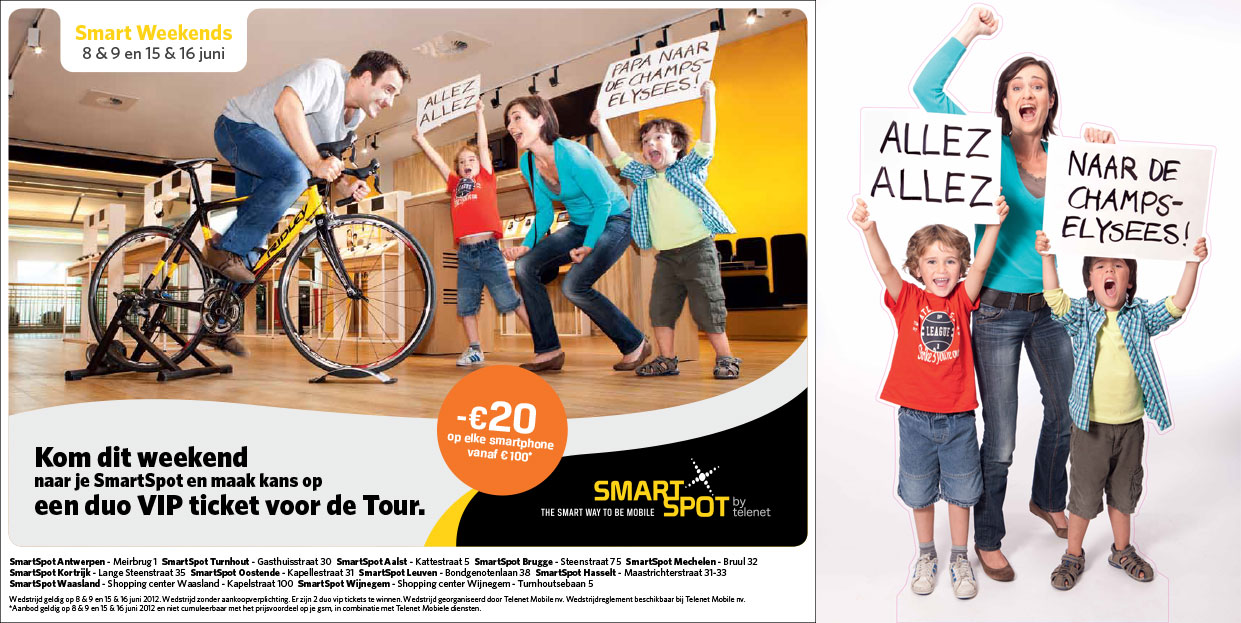 Smart Weekends
8 & 9 en 15 & 16 juni
ALLEZ
ALLEZ
PAPA NAAR
DE CHAMPS-
ELYSEES!
RIDLEY
-€20
op elke smartphone
vanaf €100*
Kom dit weekend
naar je SmartSpot en maak kans op
een duo VIP ticket voor de Tour.
SMART
SPOT
by
telenet
THE SMART WAY TO BE MOBILE
SmartSpot Antwerpen - Meirbrug 1 SmartSpot Turnhout - Gasthuisstraat 30 SmartSpot Aalst - Kattestraat 5 SmartSpot Brugge - Steenstraat 75 SmartSpot Mechelen - Bruul 32
SmartSpot Kortrijk - Lange Steenstraat 35 SmartSpot Oostende - Kapellestraat 31 SmartSpot Leuven - Bondgenotenlaan 38 SmartSpot Hasselt - Maastrichterstraat 31-33
SmartSpot Waasland - Shopping center Waasland - Kapelstraat 100 SmartSpot Wijnegem - Shopping center Wijnegem - Turnhoutsebaan 5
Wedstrijd geldig op 8 & 9 en 15 & 16 juni 2012. Wedstrijd zonder aankoopverplichting. Er zijn 2 duo vip tickets te winnen. Wedstrijd georganiseerd door Telenet Mobile nv. Wedstrijdreglement beschikbaar bij Telenet Mobile nv.
*Aanbod geldig op 8 & 9 en 15 & 16 juni 2012 en niet cumuleerbaar met het prijsvoordeel op je gsm, in combinatie met Telenet Mobiele diensten.
ALLEZ
ALLEZ
NAAR DE
CHAMPS-
ELYSEES!
LEAGUE